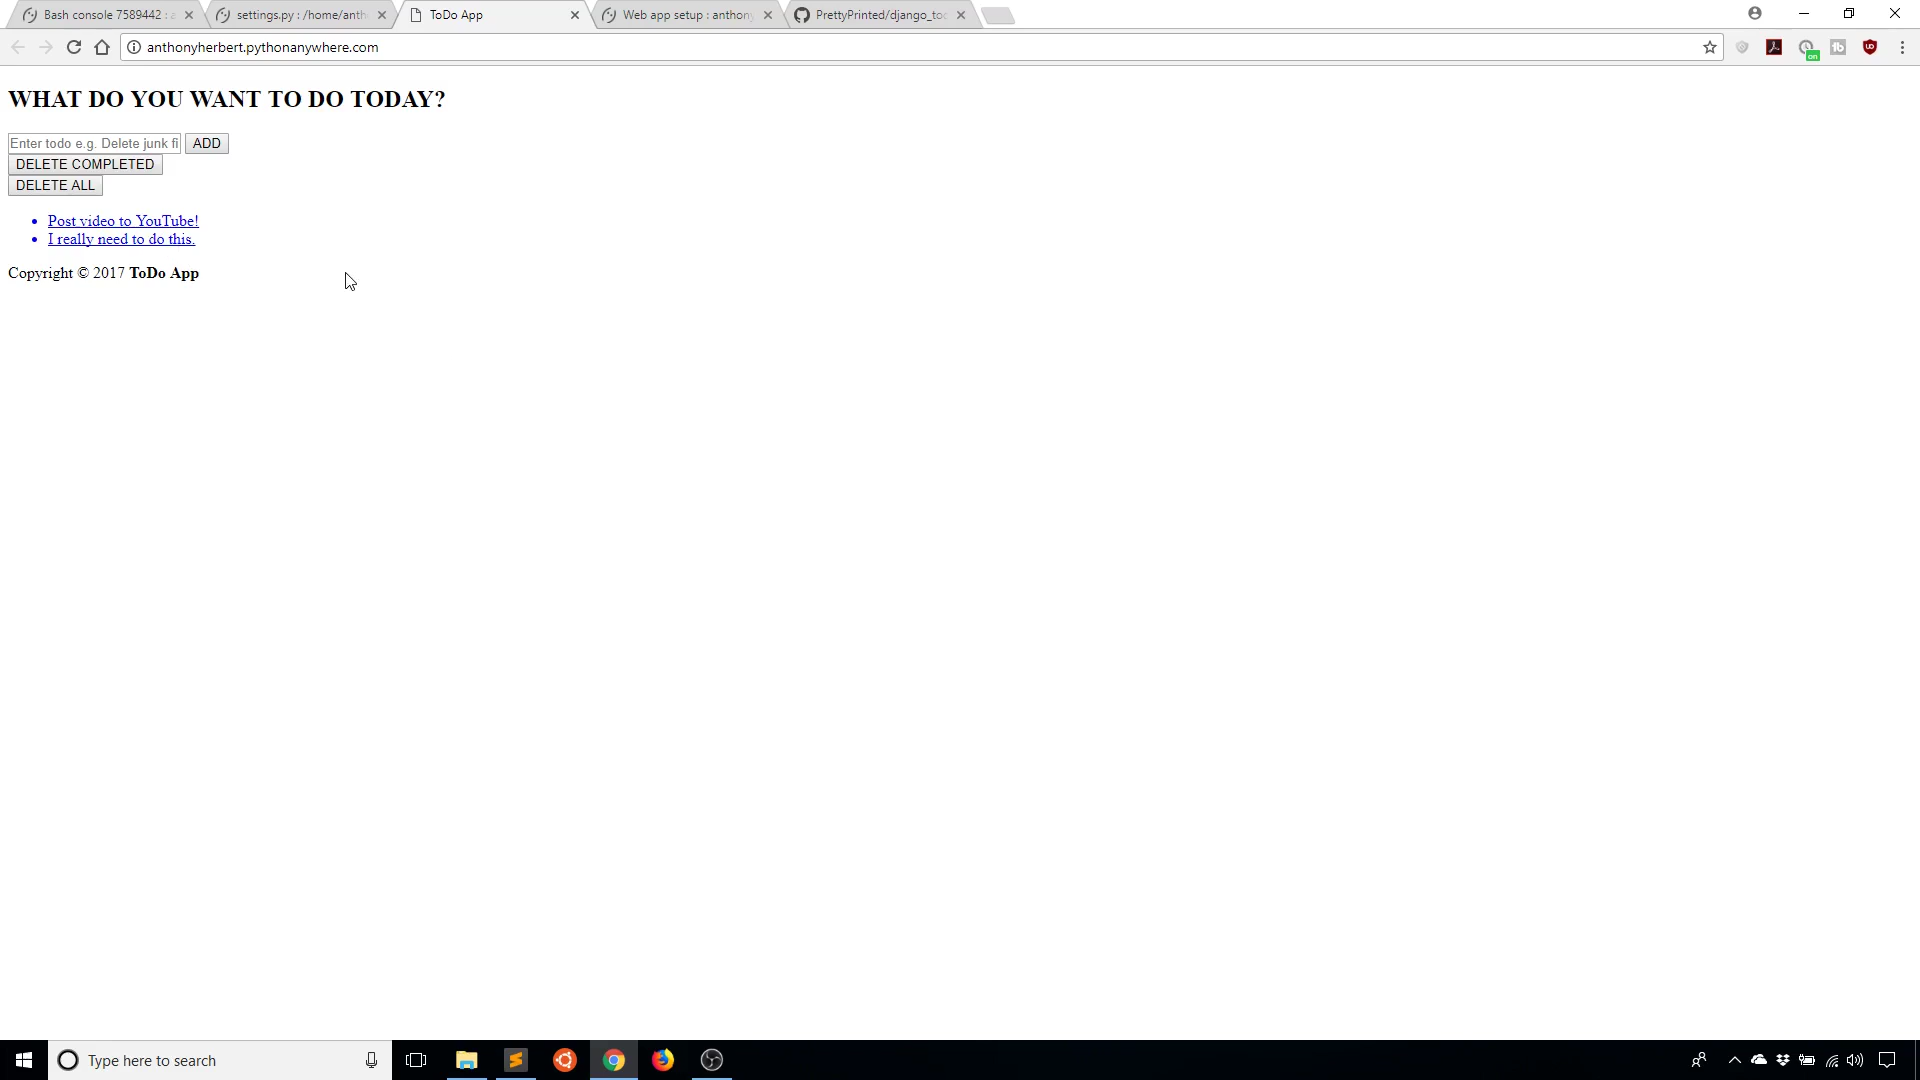 Bash console 7589442 : a
settings.py : /home/anth
ToDo App
Web app setup : anthony
PrettyPrinted/django_to
anthonyherbert.pythonanywhere.com
on
WHAT DO YOU WANT TO DO TODAY?
Enter todo e.g. Delete junk fi ADD
DELETE COMPLETED
DELETE ALL
Post video to YouTube!
I really need to do this.
Copyright © 2017 ToDo App
Type here to search